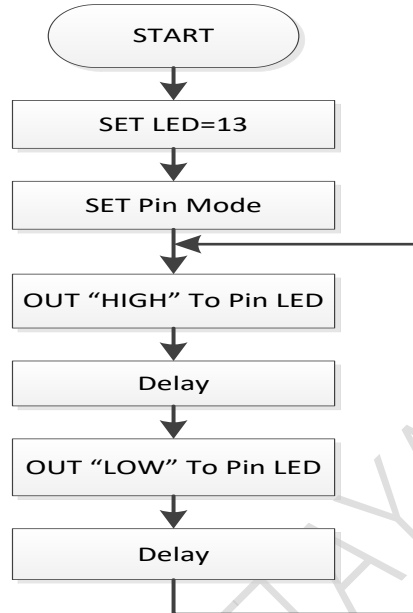 START
SET LED=13
SET Pin Mode
OUT “HIGH” To Pin LED
Delay
OUT “LOW” To Pin LED
Delay